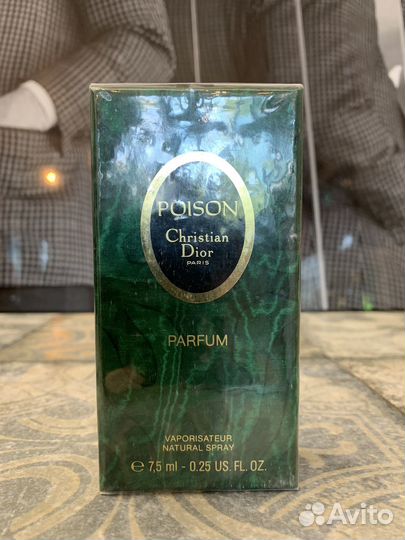 POISON
Christian
Dior
PARIS
PARFUM
VAPORISATEUR
NATURAL SPRAY
℮ 7,5 ml - 0.25 US. FL. OZ.
Avito